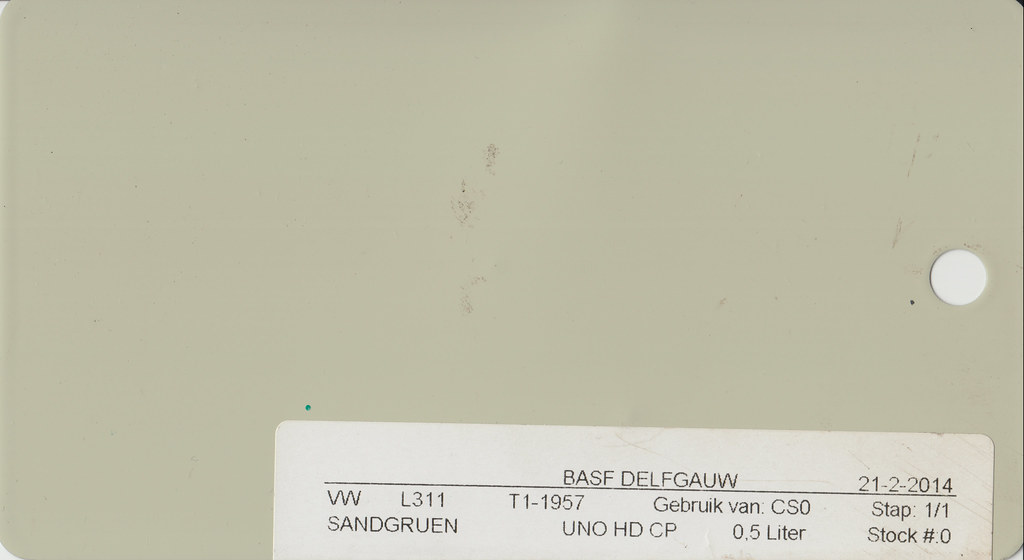 BASF DELFGAUW 21-2-2014
VW L311 T1-1957 Gebruik van: CS0 Stap: 1/1
SANDGRUEN UNO HD CP 0,5 Liter Stock #:0